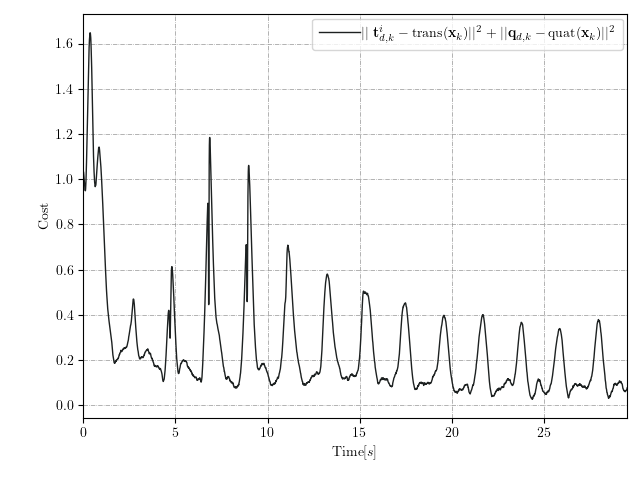 || t^i_{d,k} − trans(x_k)||² + ||q_{d,k} − quat(x_k)||²
1.6
1.4
1.2
1.0
0.8
0.6
0.4
0.2
0.0
Cost
0 5 10 15 20 25
Time[s]